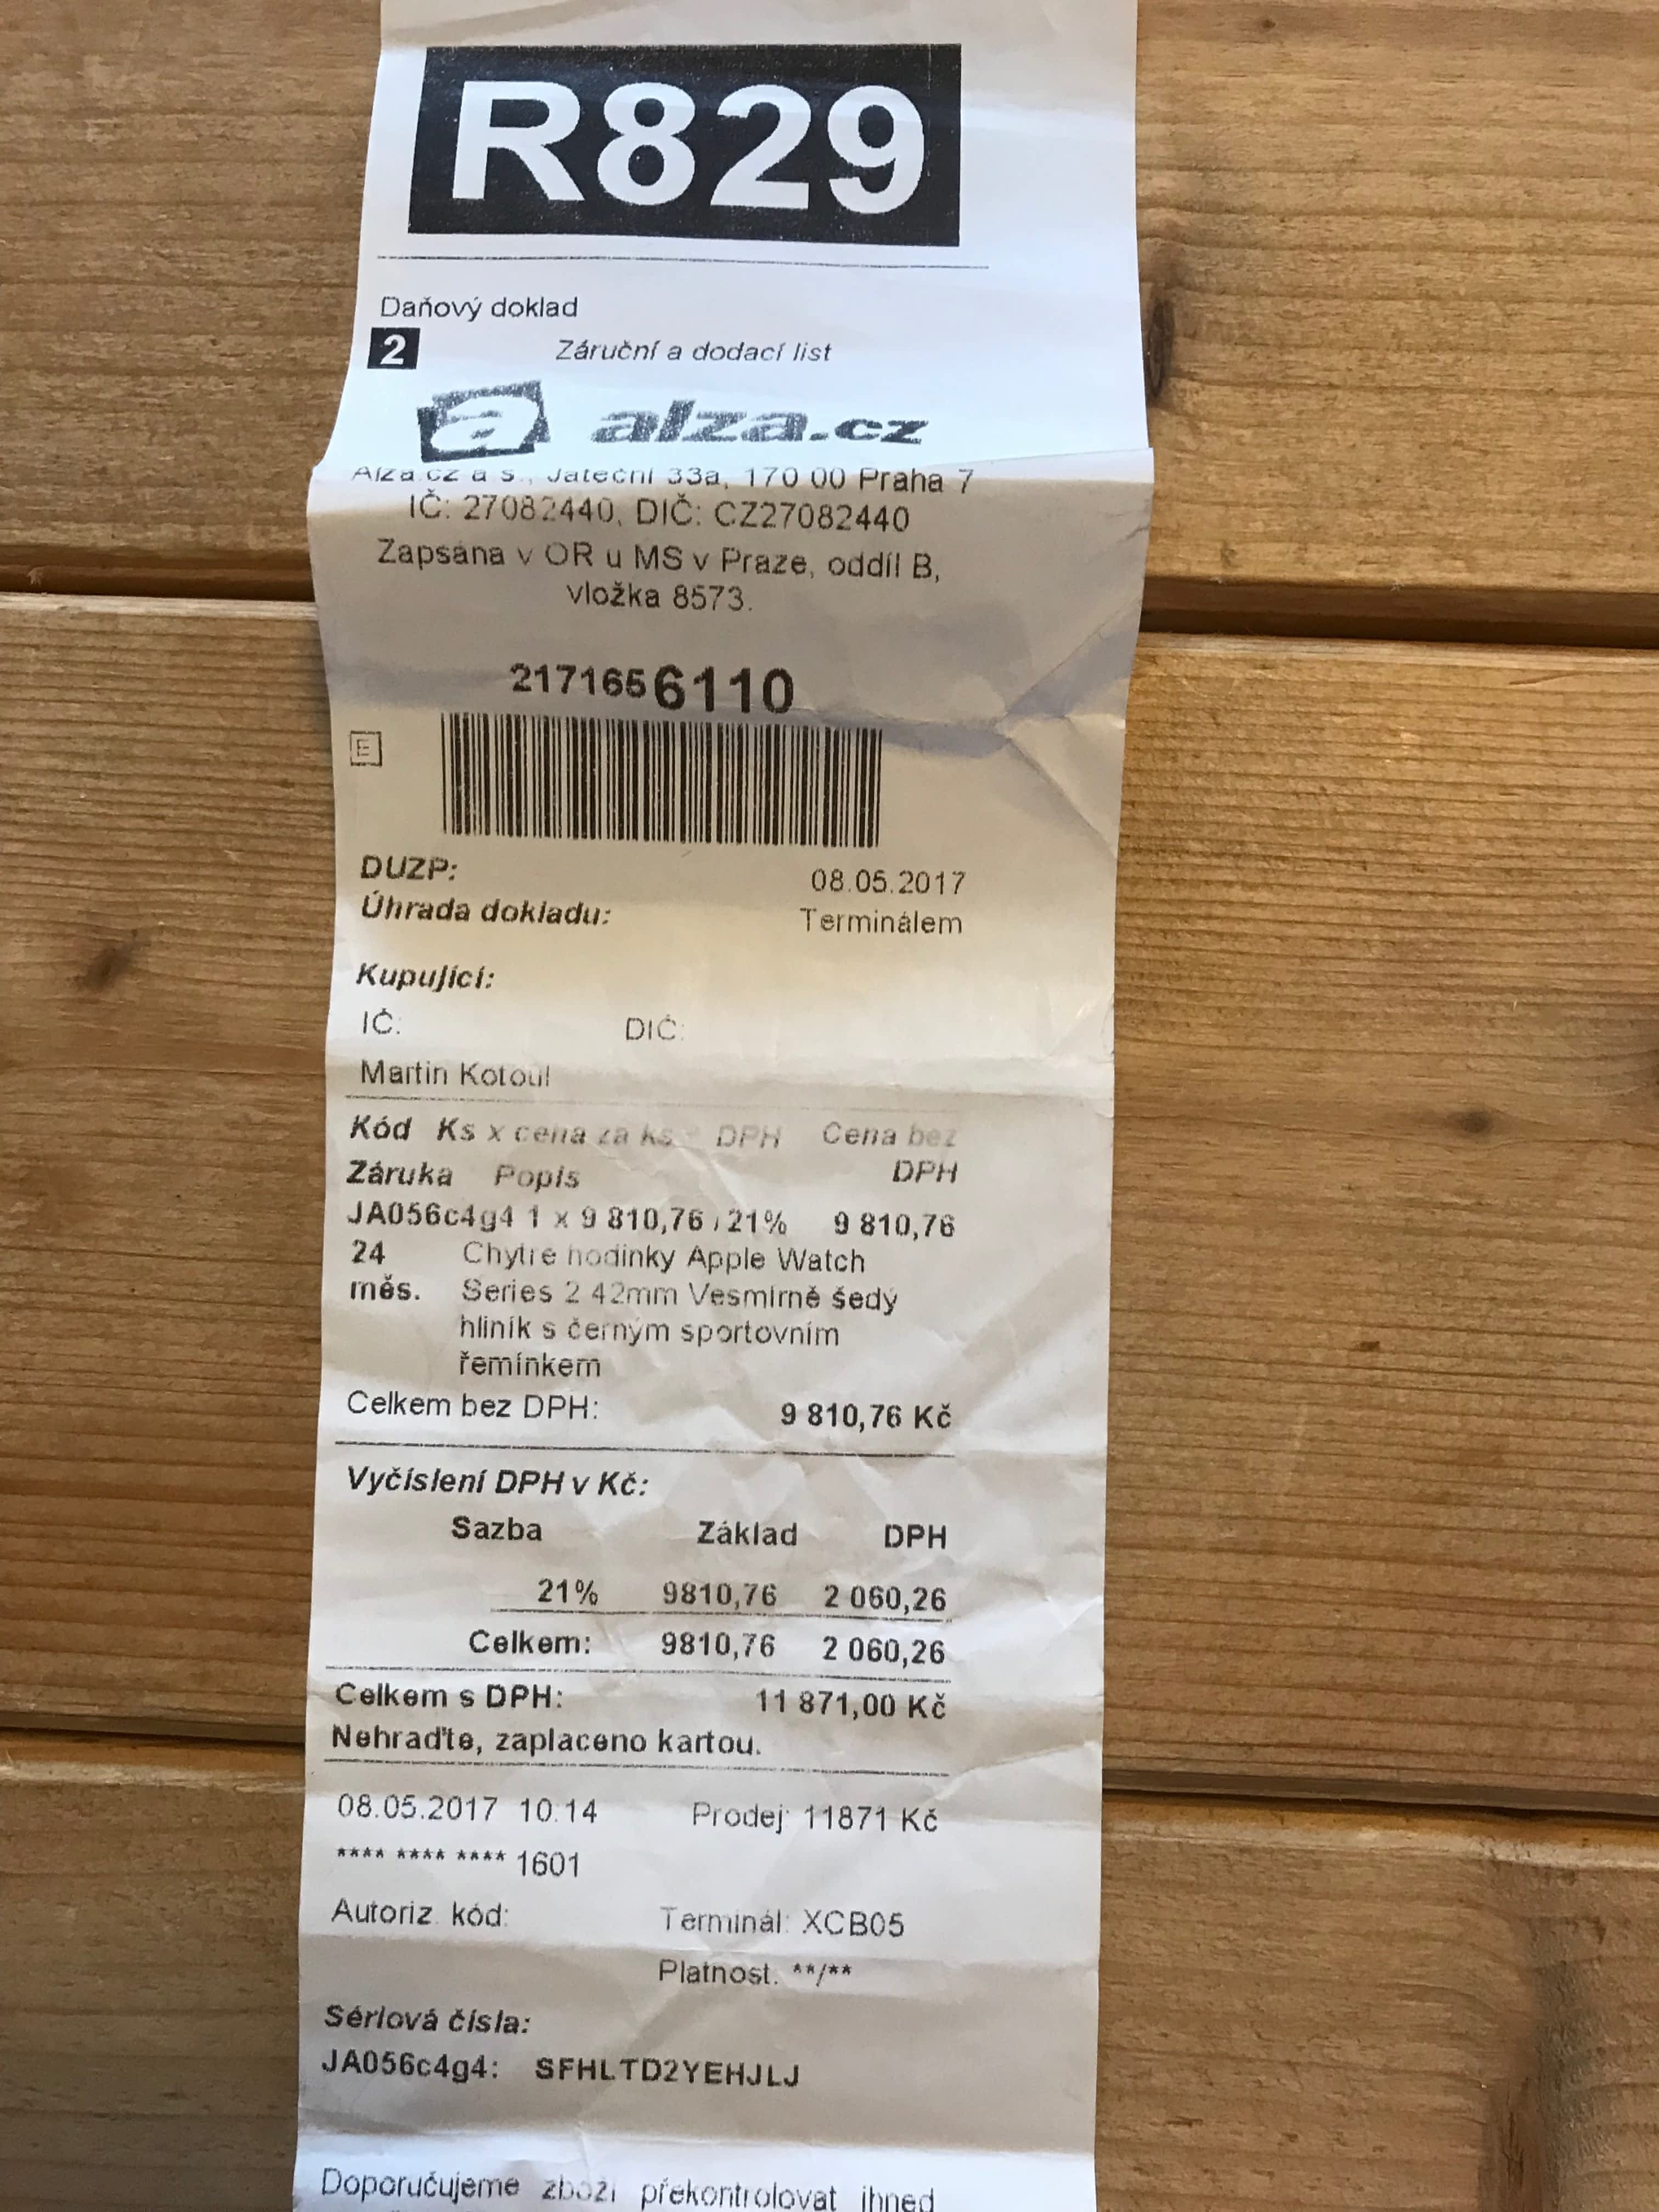 R829
Daňový doklad
2 Záruční a dodací list
a alza.cz
Alza.cz a s., Jateční 33a, 170 00 Praha 7
IČ: 27082440, DIČ: CZ27082440
Zapsána v OR u MS v Praze, oddíl B,
vložka 8573.
2171656110
E
DUZP: 08.05.2017
Úhrada dokladu: Terminálem
Kupující:
IČ: DIČ:
Martin Kotoul
Kód Ks x cena za ks + DPH Cena bez
Záruka Popis DPH
JA056c4g4 1 x 9 810,76 / 21% 9 810,76
24 Chytré hodinky Apple Watch
měs. Series 2 42mm Vesmírně šedý
hliník s černým sportovním
řemínkem
Celkem bez DPH: 9 810,76 Kč
Vyčíslení DPH v Kč:
Sazba Základ DPH
21% 9810,76 2 060,26
Celkem: 9810,76 2 060,26
Celkem s DPH: 11 871,00 Kč
Nehraďte, zaplaceno kartou.
08.05.2017 10:14 Prodej: 11871 Kč
**** **** **** 1601
Autoriz. kód: Terminál: XCB05
Platnost. **/**
Sériová čísla:
JA056c4g4: SFHLTD2YEHJLJ
Doporučujeme zboží překontrolovat ihned